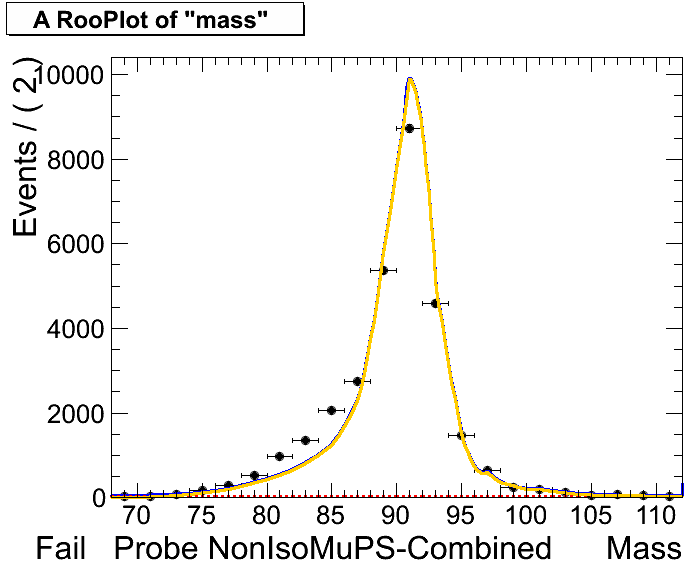 A RooPlot of "mass"
Events / ( 2 )
10000
8000
6000
4000
2000
0
70 75 80 85 90 95 100 105 110
Fail Probe NonIsoMuPS-Combined Mass